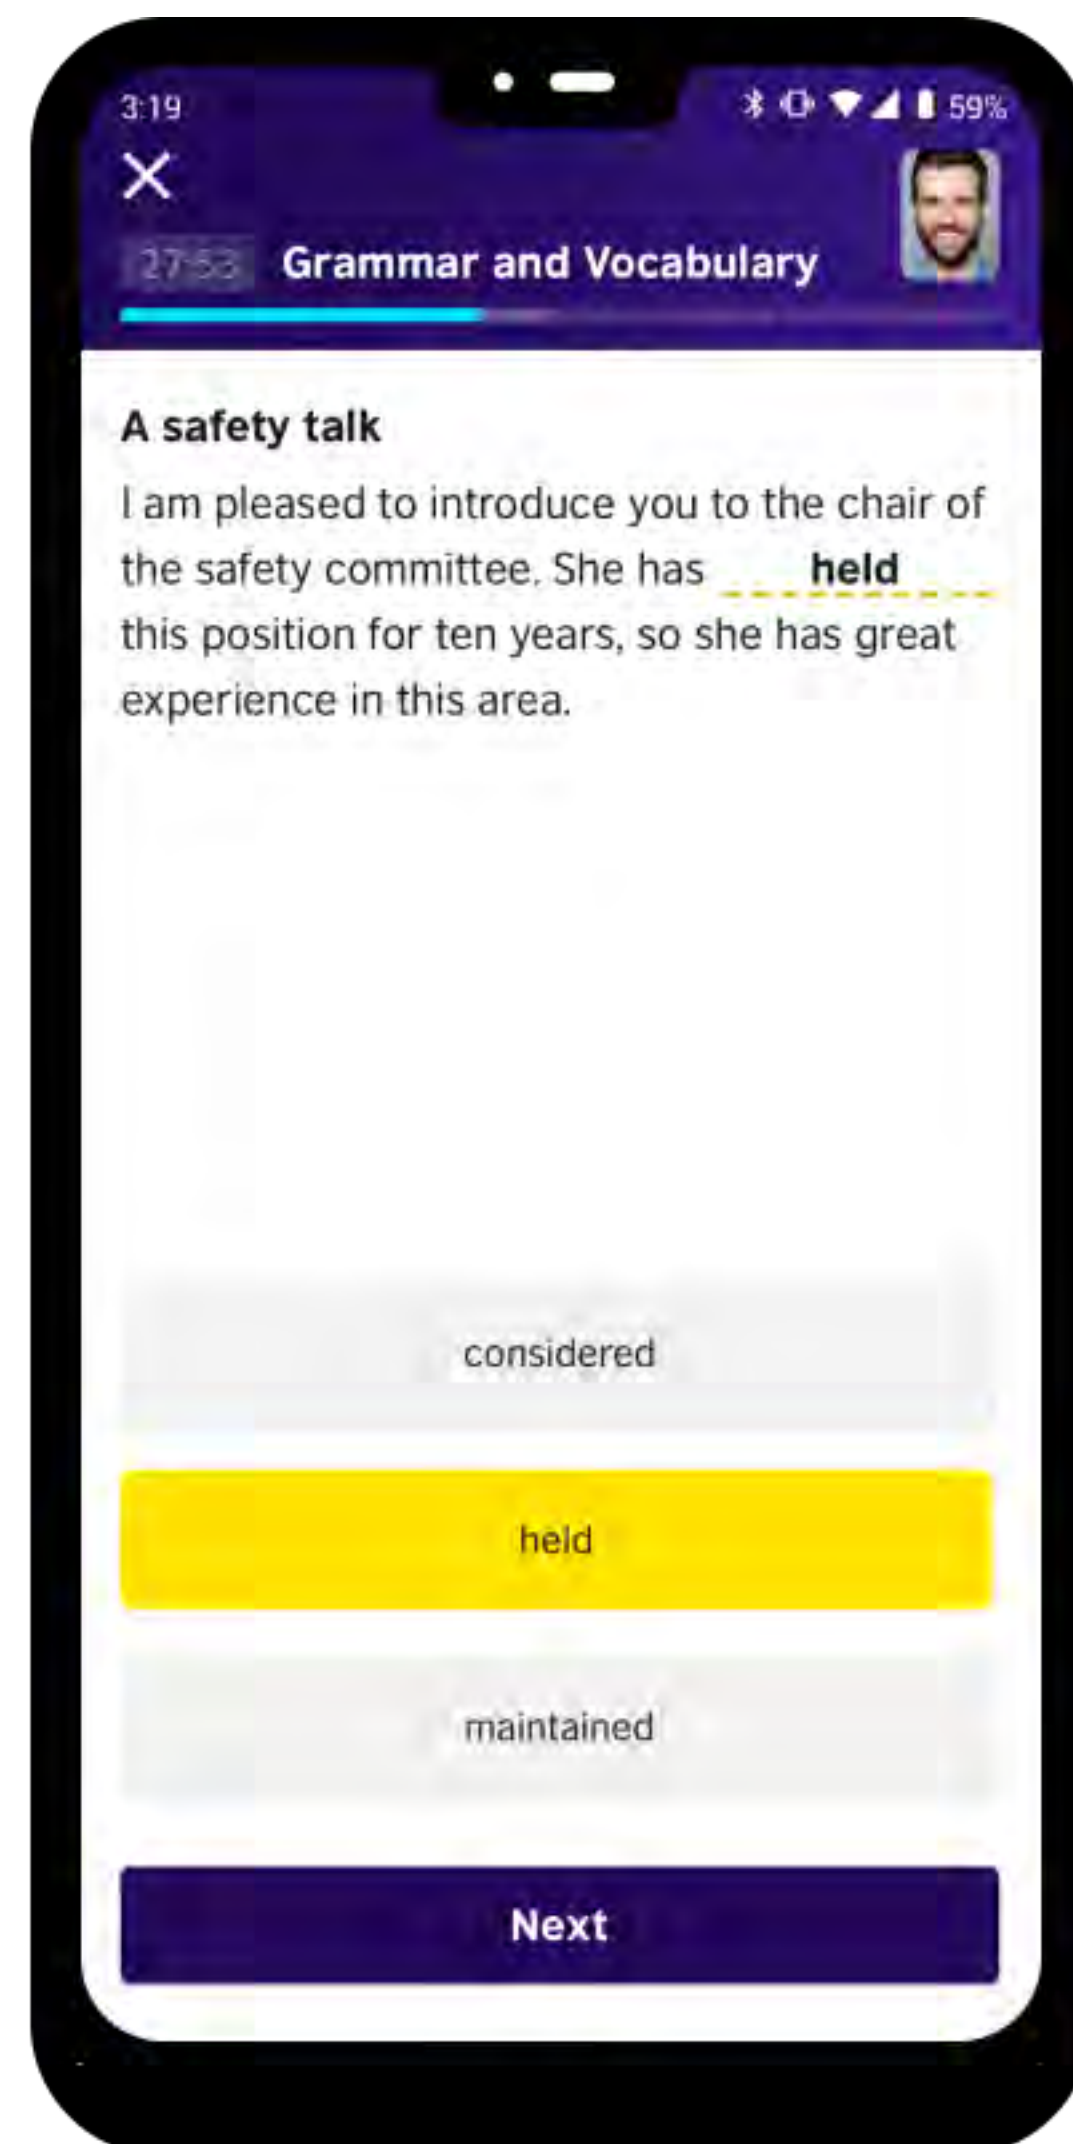 3:19
59%
27:53
Grammar and Vocabulary
A safety talk
I am pleased to introduce you to the chair of
the safety committee. She has held
this position for ten years, so she has great
experience in this area.
considered
held
maintained
Next